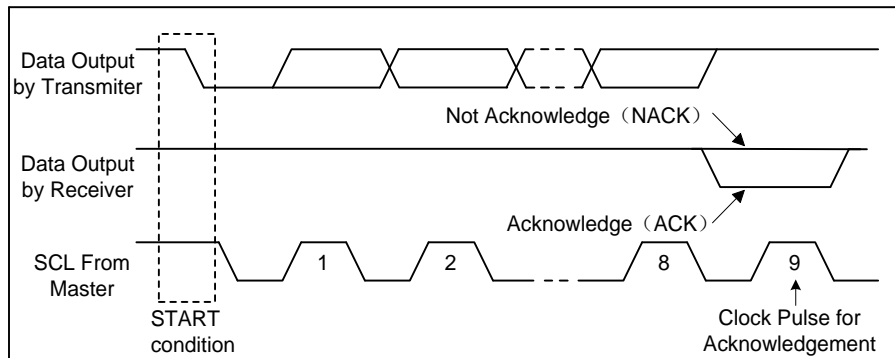 Data Output
by Transmiter
Not Acknowledge（NACK）
Data Output
by Receiver
Acknowledge（ACK）
SCL From
Master
1
2
8
9
START
condition
Clock Pulse for
Acknowledgement